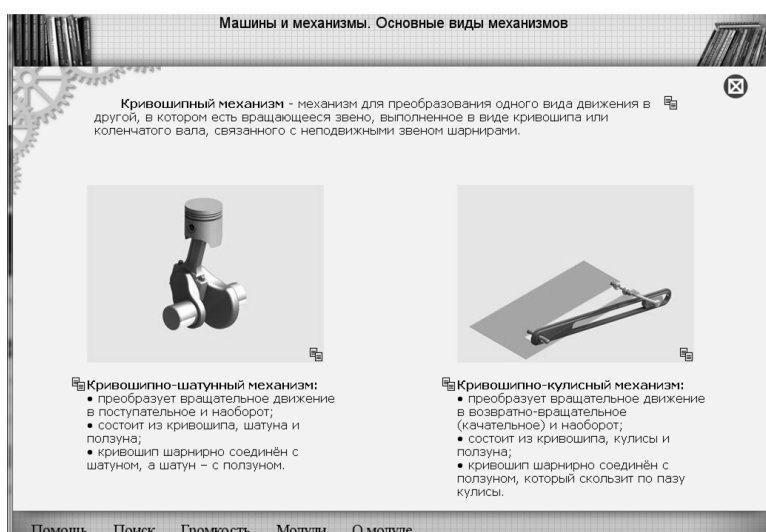 Машины и механизмы. Основные виды механизмов
Кривошипный механизм - механизм для преобразования одного вида движения в
другой, в котором есть вращающееся звено, выполненное в виде кривошипа или
коленчатого вала, связанного с неподвижными звеном шарнирами.
Кривошипно-шатунный механизм:
• преобразует вращательное движение
в поступательное и наоборот;
• состоит из кривошипа, шатуна и
ползуна;
• кривошип шарнирно соединён с
шатуном, а шатун – с ползуном.
Кривошипно-кулисный механизм:
• преобразует вращательное движение
в возвратно-вращательное
(качательное) и наоборот;
• состоит из кривошипа, кулисы и
ползуна;
• кривошип шарнирно соединён с
ползуном, который скользит по пазу
кулисы.
Помощь Поиск Громкость Модули О модуле